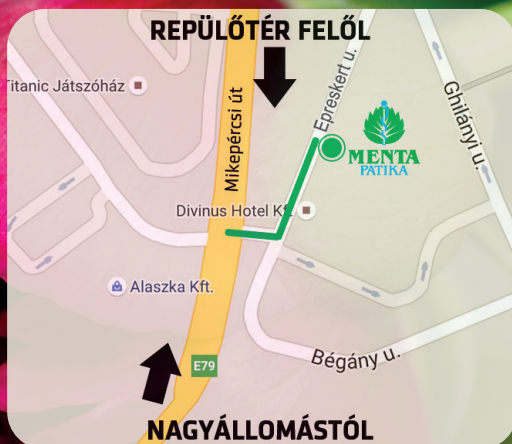 REPÜLŐTÉR FELŐL
Titanic Játszóház
Mikepércsi út
Epreskert u.
Ghilányi u.
MENTA
PATIKA
Divinus Hotel Kft.
Alaszka Kft.
E79
Bégány u.
NAGYÁLLOMÁSTÓL